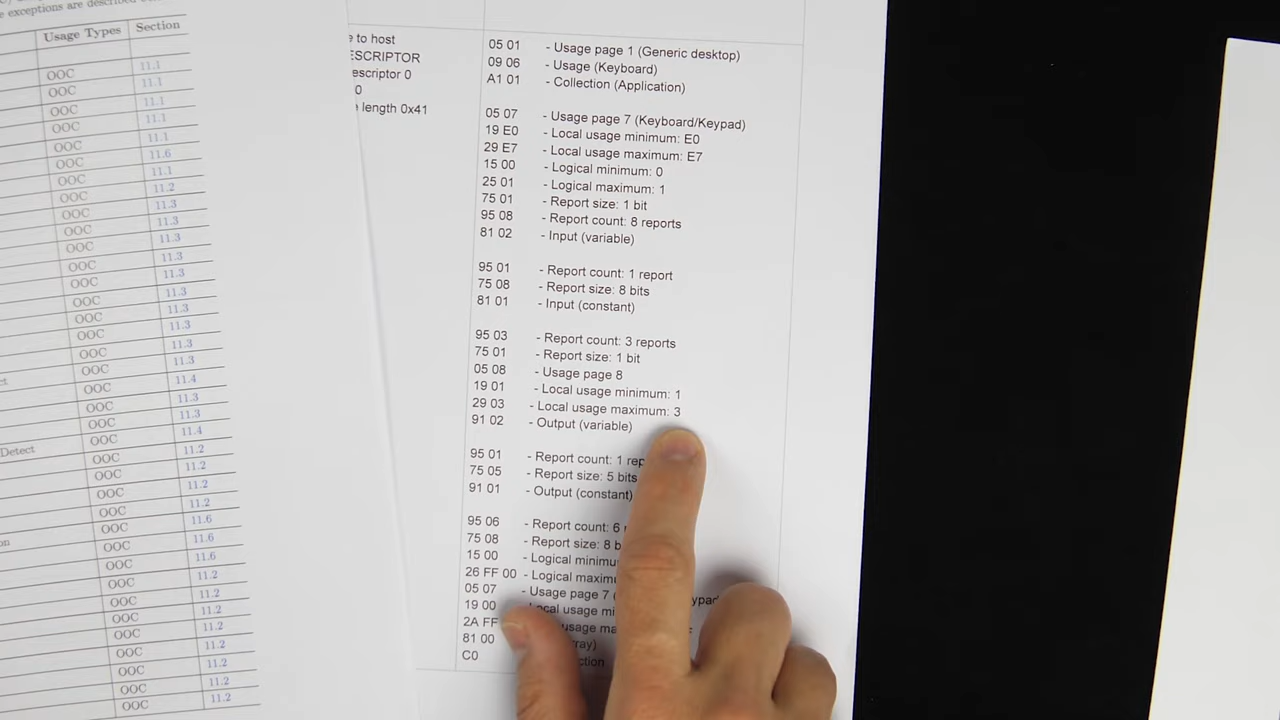 exceptions are described
Usage Types Section
OOC 11.1
OOC 11.1
OOC 11.1
OOC 11.1
OOC 11.1
OOC 11.6
OOC 11.1
OOC 11.2
OOC 11.3
OOC 11.3
OOC 11.3
OOC 11.3
OOC 11.3
OOC 11.3
OOC 11.3
OOC 11.3
OOC 11.3
OOC 11.3
OOC 11.4
OOC 11.3
OOC 11.3
Detect OOC 11.4
OOC 11.2
OOC 11.2
OOC 11.2
OOC 11.2
OOC 11.6
OOC 11.6
OOC 11.6
OOC 11.2
OOC 11.2
OOC 11.2
OOC 11.2
OOC 11.2
OOC 11.2
OOC 11.2
OOC 11.2
to host
ESCRIPTOR
escriptor 0
0
length 0x41
05 01 - Usage page 1 (Generic desktop)
09 06 - Usage (Keyboard)
A1 01 - Collection (Application)
05 07 - Usage page 7 (Keyboard/Keypad)
19 E0 - Local usage minimum: E0
29 E7 - Local usage maximum: E7
15 00 - Logical minimum: 0
25 01 - Logical maximum: 1
75 01 - Report size: 1 bit
95 08 - Report count: 8 reports
81 02 - Input (variable)
95 01 - Report count: 1 report
75 08 - Report size: 8 bits
81 01 - Input (constant)
95 03 - Report count: 3 reports
75 01 - Report size: 1 bit
05 08 - Usage page 8
19 01 - Local usage minimum: 1
29 03 - Local usage maximum: 3
91 02 - Output (variable)
95 01 - Report count: 1 rep
75 05 - Report size: 5 bits
91 01 - Output (constant)
95 06 - Report count: 6
75 08 - Report size: 8 b
15 00 - Logical minimu
26 FF 00 - Logical maxim
05 07 - Usage page 7 ( ypad
19 00 Local usage mi
2A FF usage ma
81 00 ray)
C0 ction